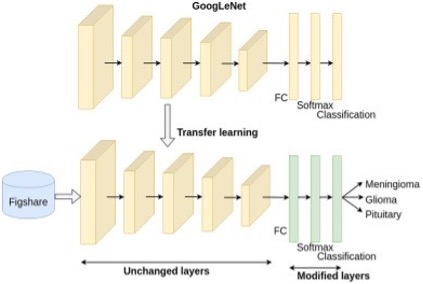 GoogLeNet
FC
Softmax
Classification
Transfer learning
Figshare
Meningioma
Glioma
Pituitary
FC
Softmax
Classification
Unchanged layers
Modified layers